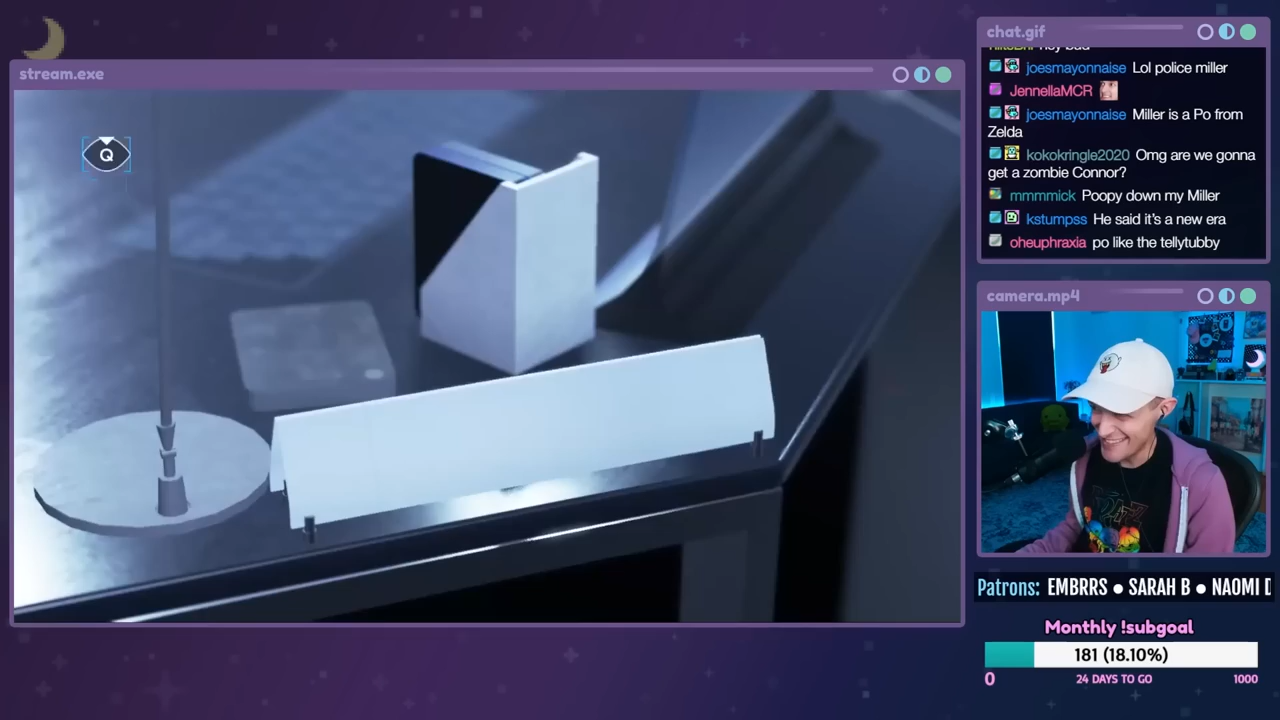 stream.exe
Q
chat.gif
joesmayonnaise Lol police miller
JennellaMCR
joesmayonnaise Miller is a Po from
Zelda
kokokringle2020 Omg are we gonna
get a zombie Connor?
mmmmick Poopy down my Miller
kstumpss He said it's a new era
oheuphraxia po like the tellytubby
camera.mp4
Patrons: EMBRRS ● SARAH B ● NAOMI D
Monthly !subgoal
181 (18.10%)
0 24 DAYS TO GO 1000